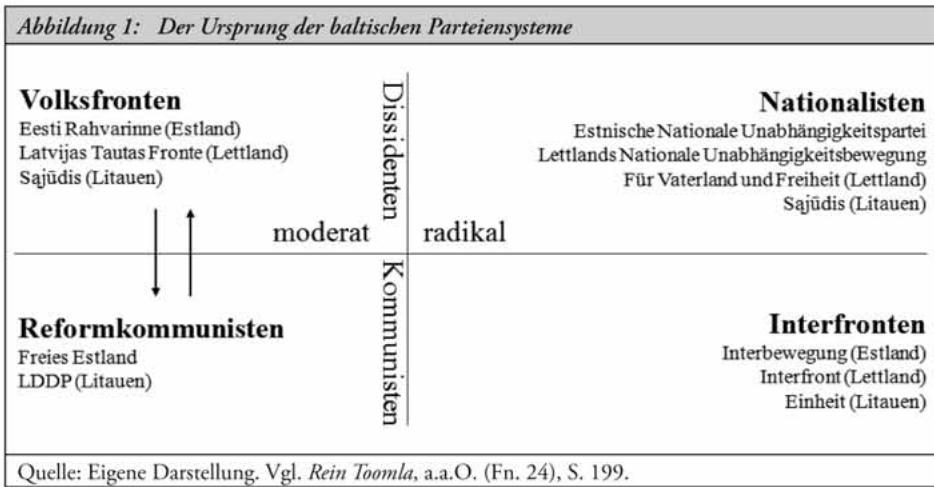 Abbildung 1: Der Ursprung der baltischen Parteiensysteme
Volksfronten
Eesti Rahvarinne (Estland)
Latvijas Tautas Fronte (Lettland)
Sąjūdis (Litauen)
Dissidenten
Nationalisten
Estnische Nationale Unabhängigkeitspartei
Lettlands Nationale Unabhängigkeitsbewegung
Für Vaterland und Freiheit (Lettland)
Sąjūdis (Litauen)
moderat
radikal
Reformkommunisten
Freies Estland
LDDP (Litauen)
Kommunisten
Interfronten
Interbewegung (Estland)
Interfront (Lettland)
Einheit (Litauen)
Quelle: Eigene Darstellung. Vgl. Rein Toomla, a.a.O. (Fn. 24), S. 199.